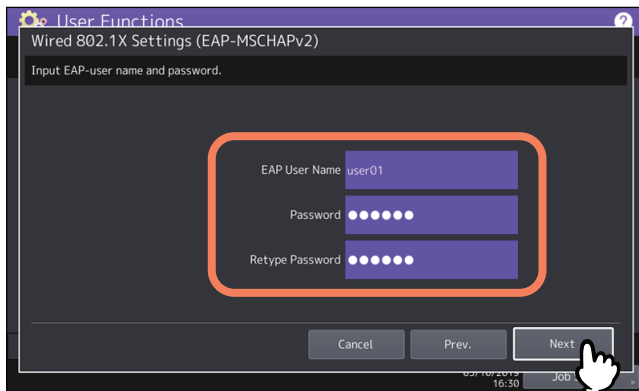 User Functions
?
Wired 802.1X Settings (EAP-MSCHAPv2)
Input EAP-user name and password.
EAP User Name user01
Password ●●●●●●
Retype Password ●●●●●●
Cancel Prev. Next
16:30 Job